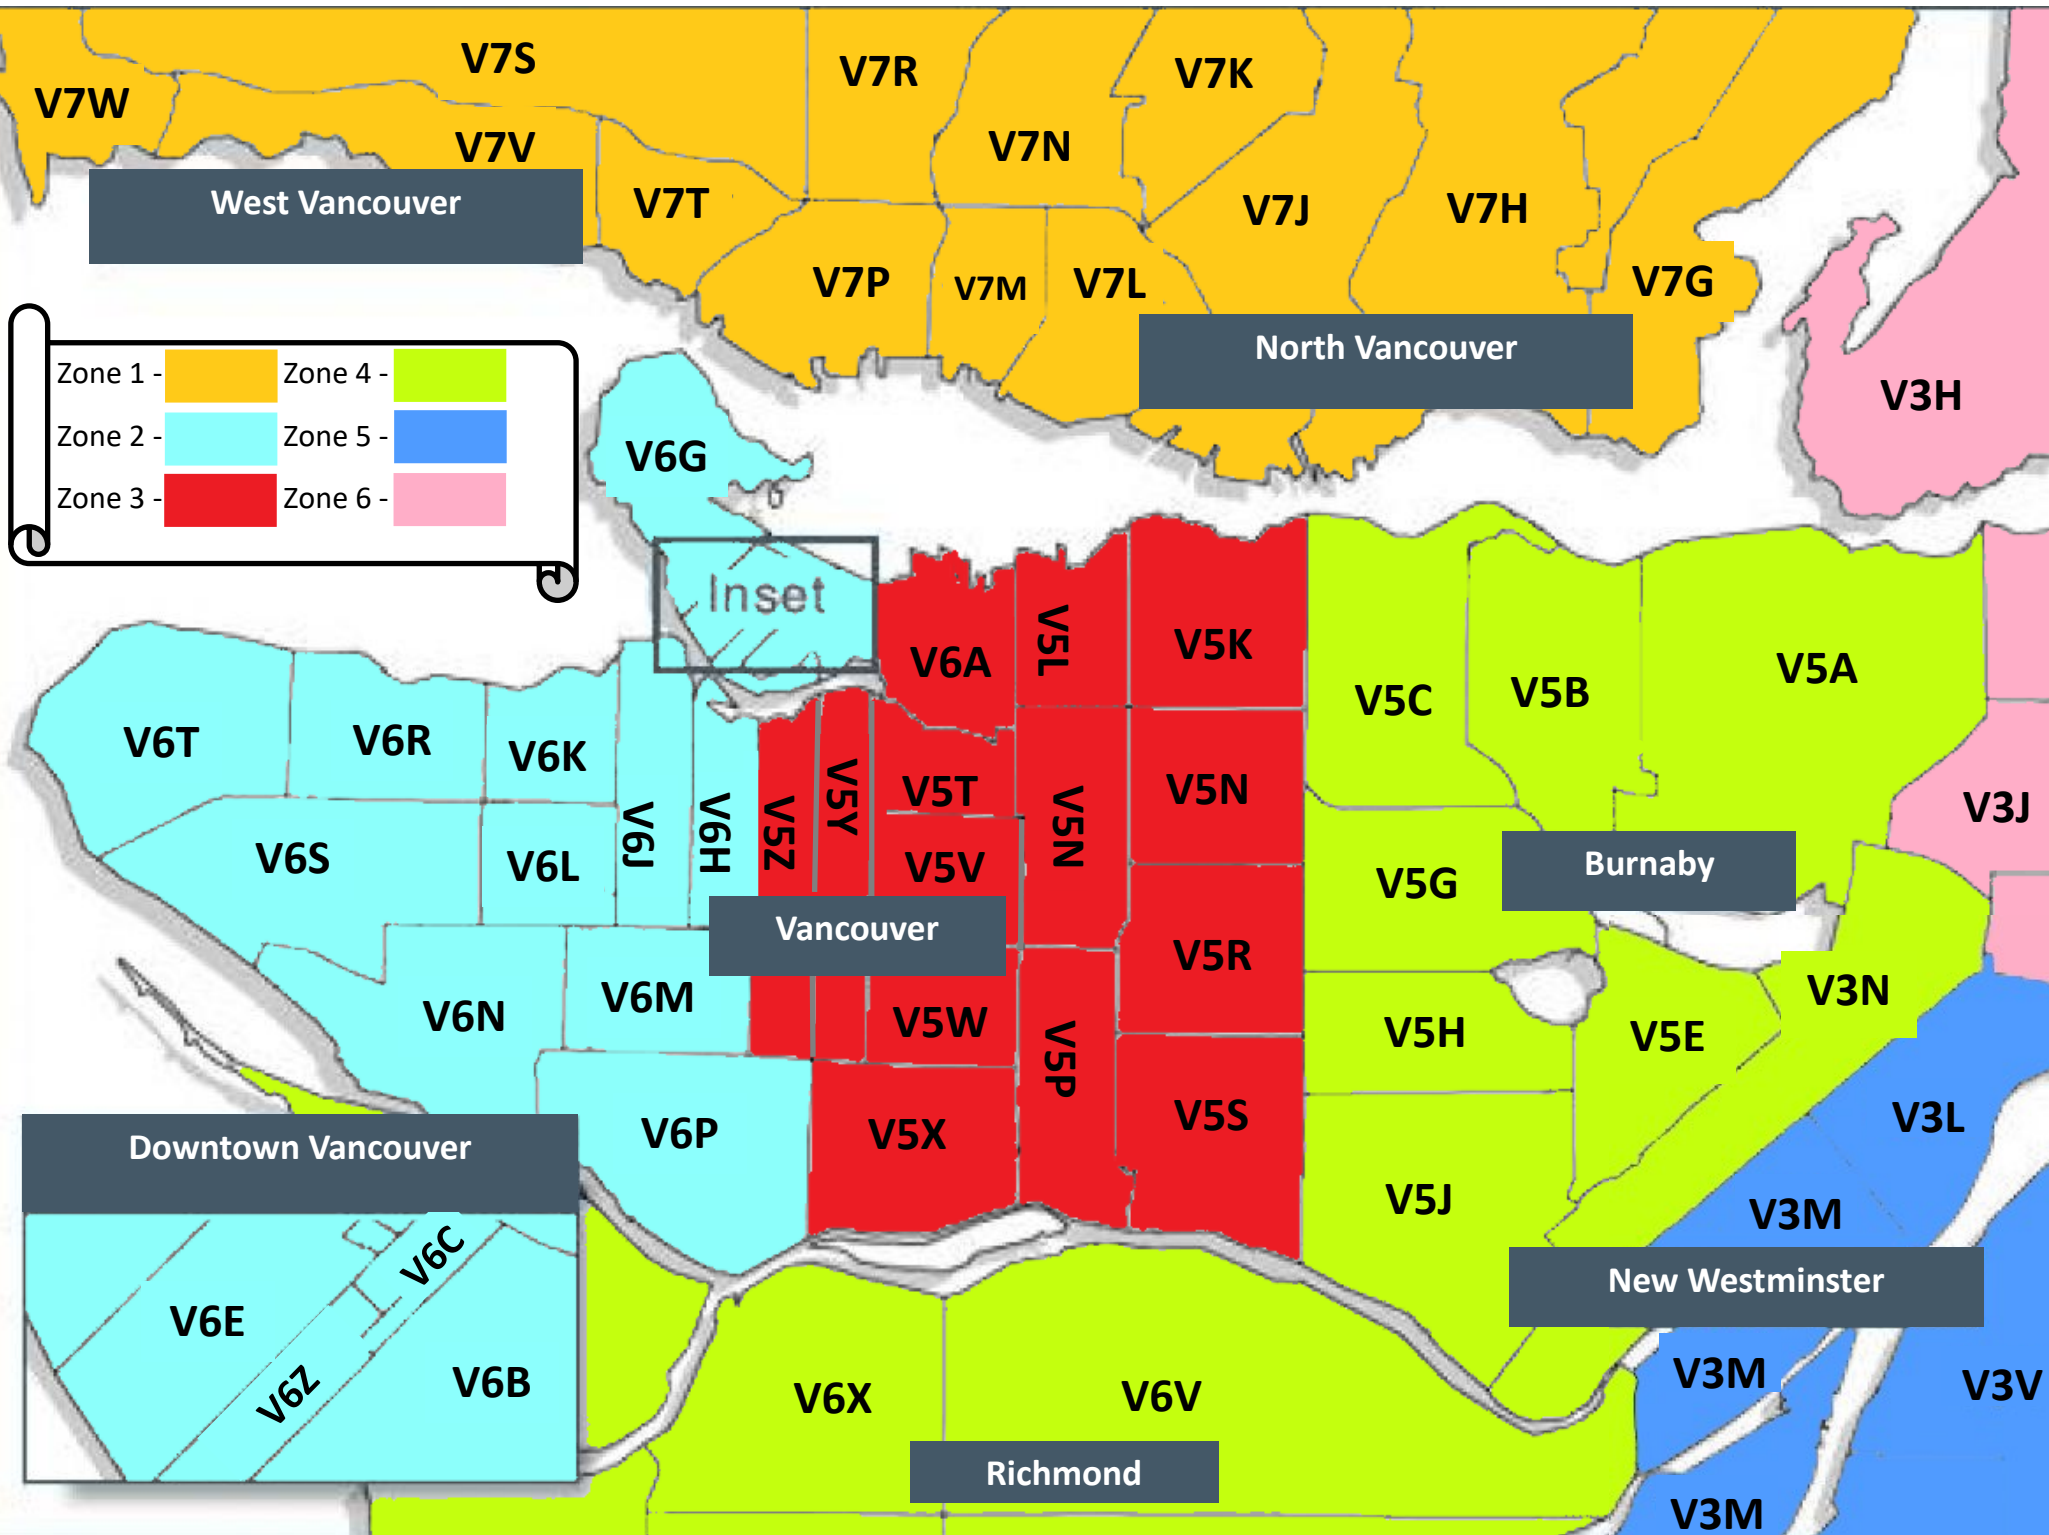 V7S
V7R
V7K
V7W
V7V
V7N
West Vancouver
V7T
V7J
V7H
V7P
V7M
V7L
V7G
North Vancouver
Zone 1 -
Zone 4 -
Zone 2 -
Zone 5 -
Zone 3 -
Zone 6 -
V3H
V6G
Inset
V6A
V5L
V5K
V5C
V5B
V5A
V6T
V6R
V6K
V6J
V6H
V5Z
V5Y
V5T
V5N
V5N
V3J
V6S
V6L
V5V
V5G
Burnaby
Vancouver
V6N
V6M
V5W
V5P
V5R
V5H
V5E
V3N
V6P
V5X
V5S
V5J
V3L
V3M
Downtown Vancouver
V6C
V6E
V6Z
V6B
New Westminster
V6X
V6V
V3M
V3V
Richmond
V3M